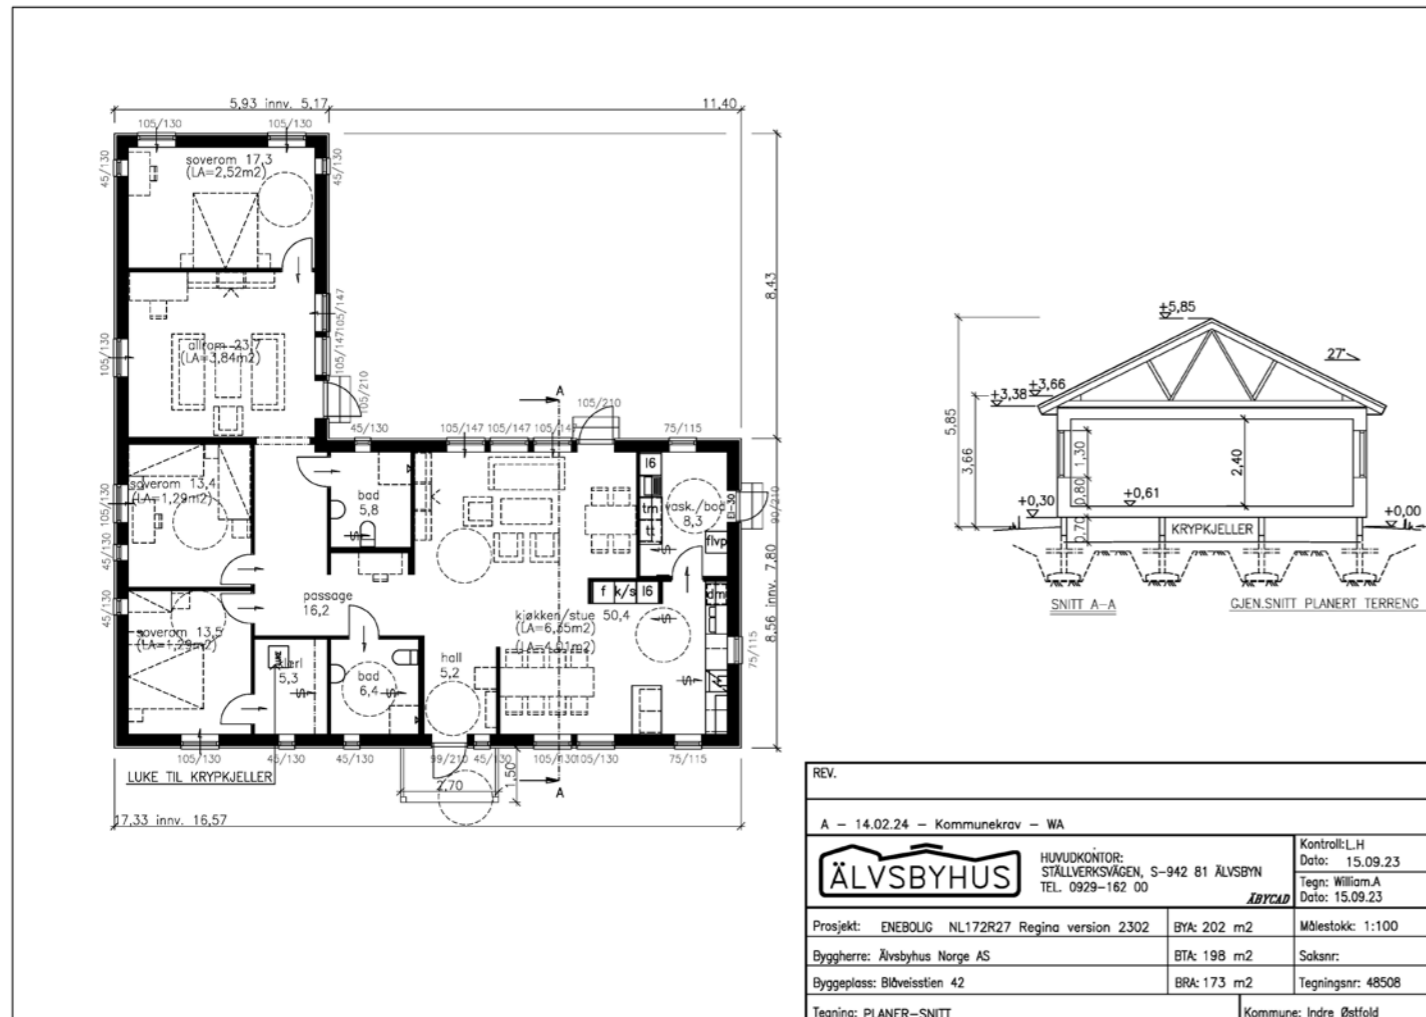 5,93 innv. 5,17
11,40
105/130
105/130
45/130
45/130
soverom 17,3
(LA=2,52m2)
8,43
105/147
105/147
105/130
allrom 23,7
(LA=3,84m2)
105/210
A
105/210
45/130
105/147
105/147
105/147
75/115
soverom 13,4
(LA=1,29m2)
105/130
45/130
bad
5,8
l6
tm
tt
vask./bod
8,3
EI-30
90/210
flvp
45/130
passage
16,2
f k/s l6
dm
kjøkken/stue 50,4
(LA=6,35m2)
(LA=4,91m2)
8,56 innv. 7,80
75/115
soverom 13,5
(LA=1,29m2)
LUKE
5,3
bad
6,4
hall
5,2
105/130
45/130
45/130
99/210
45/130
105/130
105/130
75/115
LUKE TIL KRYPKJELLER
2,70
1,50
A
17,33 innv. 16,57
+5,85
27°
+3,66
+3,38
5,85
3,66
1,30
2,40
0,80
+0,30
+0,61
+0,00
0,70
KRYPKJELLER
SNITT A-A
GJEN.SNITT PLANERT TERRENG
REV.
A - 14.02.24 - Kommunekrav - WA
ÄLVSBYHUS
HUVUDKONTOR:
STÄLLVERKSVÄGEN, S-942 81 ÄLVSBYN
TEL. 0929-162 00
ÄBYCAD
Kontroll:L.H
Dato: 15.09.23
Tegn: William.A
Dato: 15.09.23
Prosjekt: ENEBOLIG NL172R27 Regina version 2302
BYA: 202 m2
Målestokk: 1:100
Byggherre: Älvsbyhus Norge AS
BTA: 198 m2
Saksnr:
Byggeplass: Blåveisstien 42
BRA: 173 m2
Tegningsnr: 48508
Tegning: PLANER-SNITT
Kommune: Indre Østfold